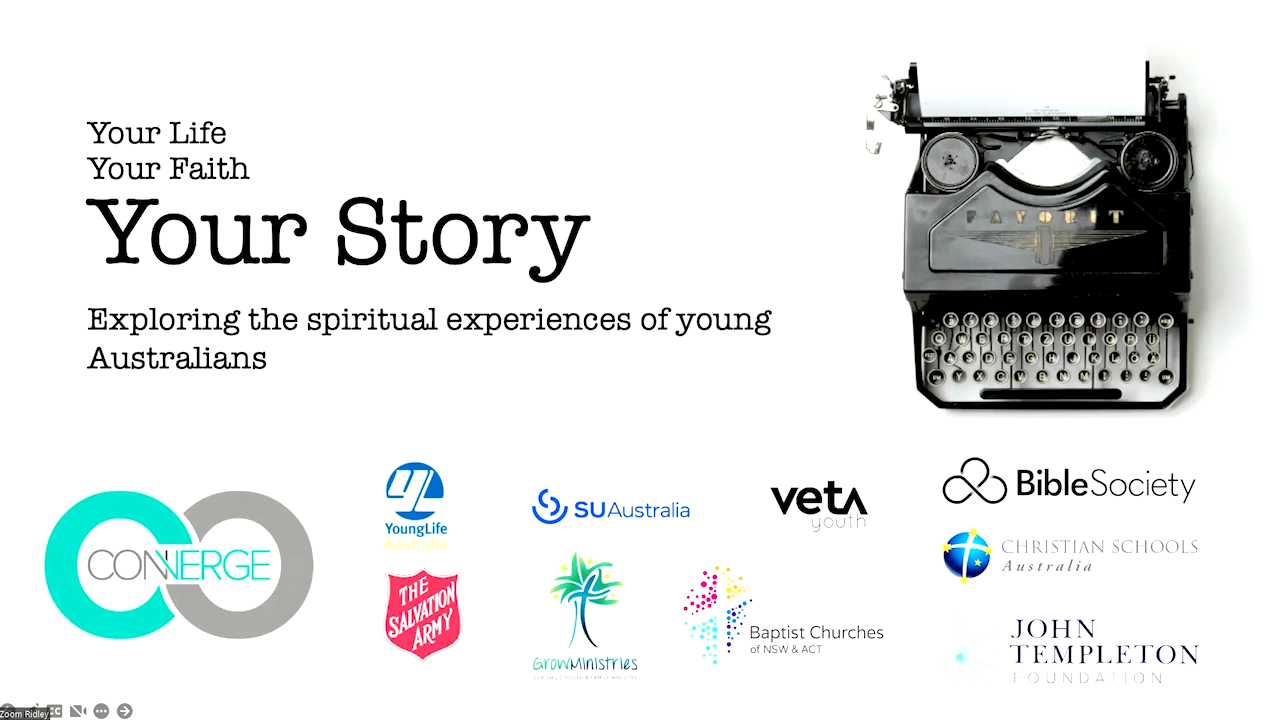 Your Life
Your Faith
Your Story
Exploring the spiritual experiences of young
Australians
FAVORIT
CONVERGE
YoungLife
Australia
SUAustralia
veta
youth
BibleSociety
CHRISTIAN SCHOOLS
Australia
THE
SALVATION
ARMY
GrowMinistries
Baptist Churches
of NSW & ACT
JOHN
TEMPLETON
FOUNDATION
Zoom Ridley